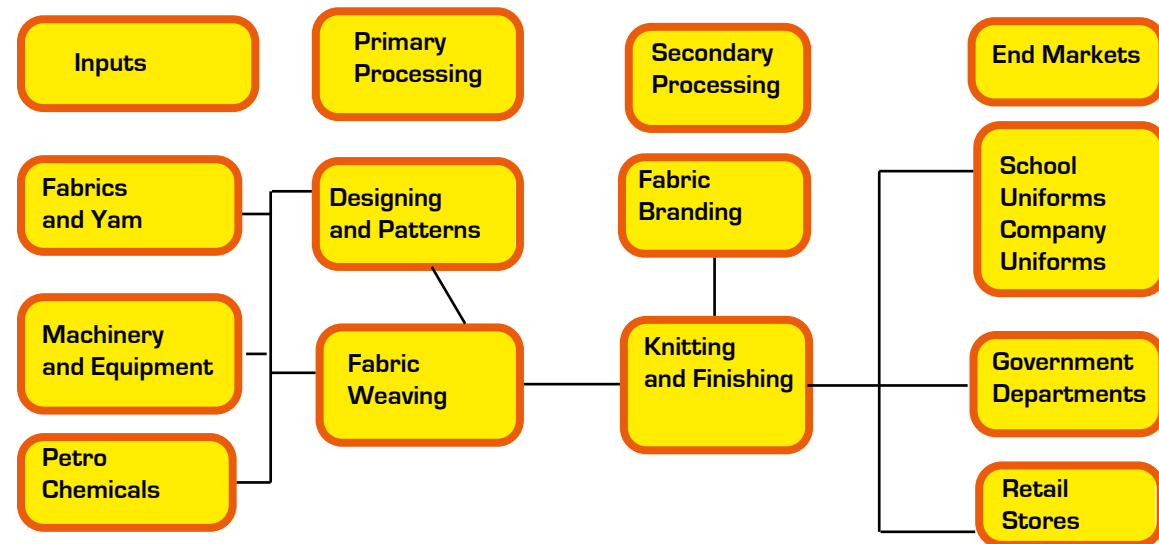 Inputs
Primary
Processing
Secondary
Processing
End Markets
Fabrics
and Yam
Designing
and Patterns
Fabric
Branding
School
Uniforms
Company
Uniforms
Machinery
and Equipment
Fabric
Weaving
Knitting
and Finishing
Government
Departments
Petro
Chemicals
Retail
Stores